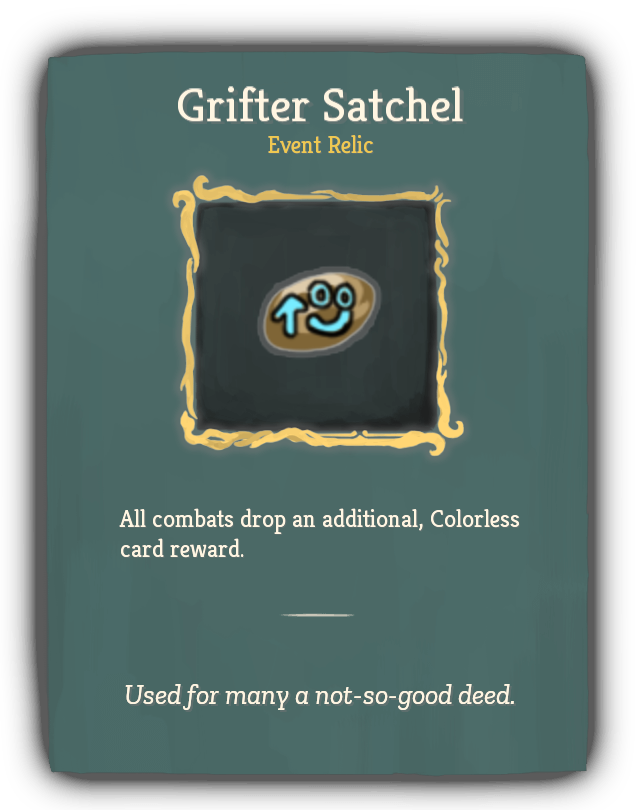 Grifter Satchel
Event Relic
All combats drop an additional, Colorless
card reward.
Used for many a not-so-good deed.